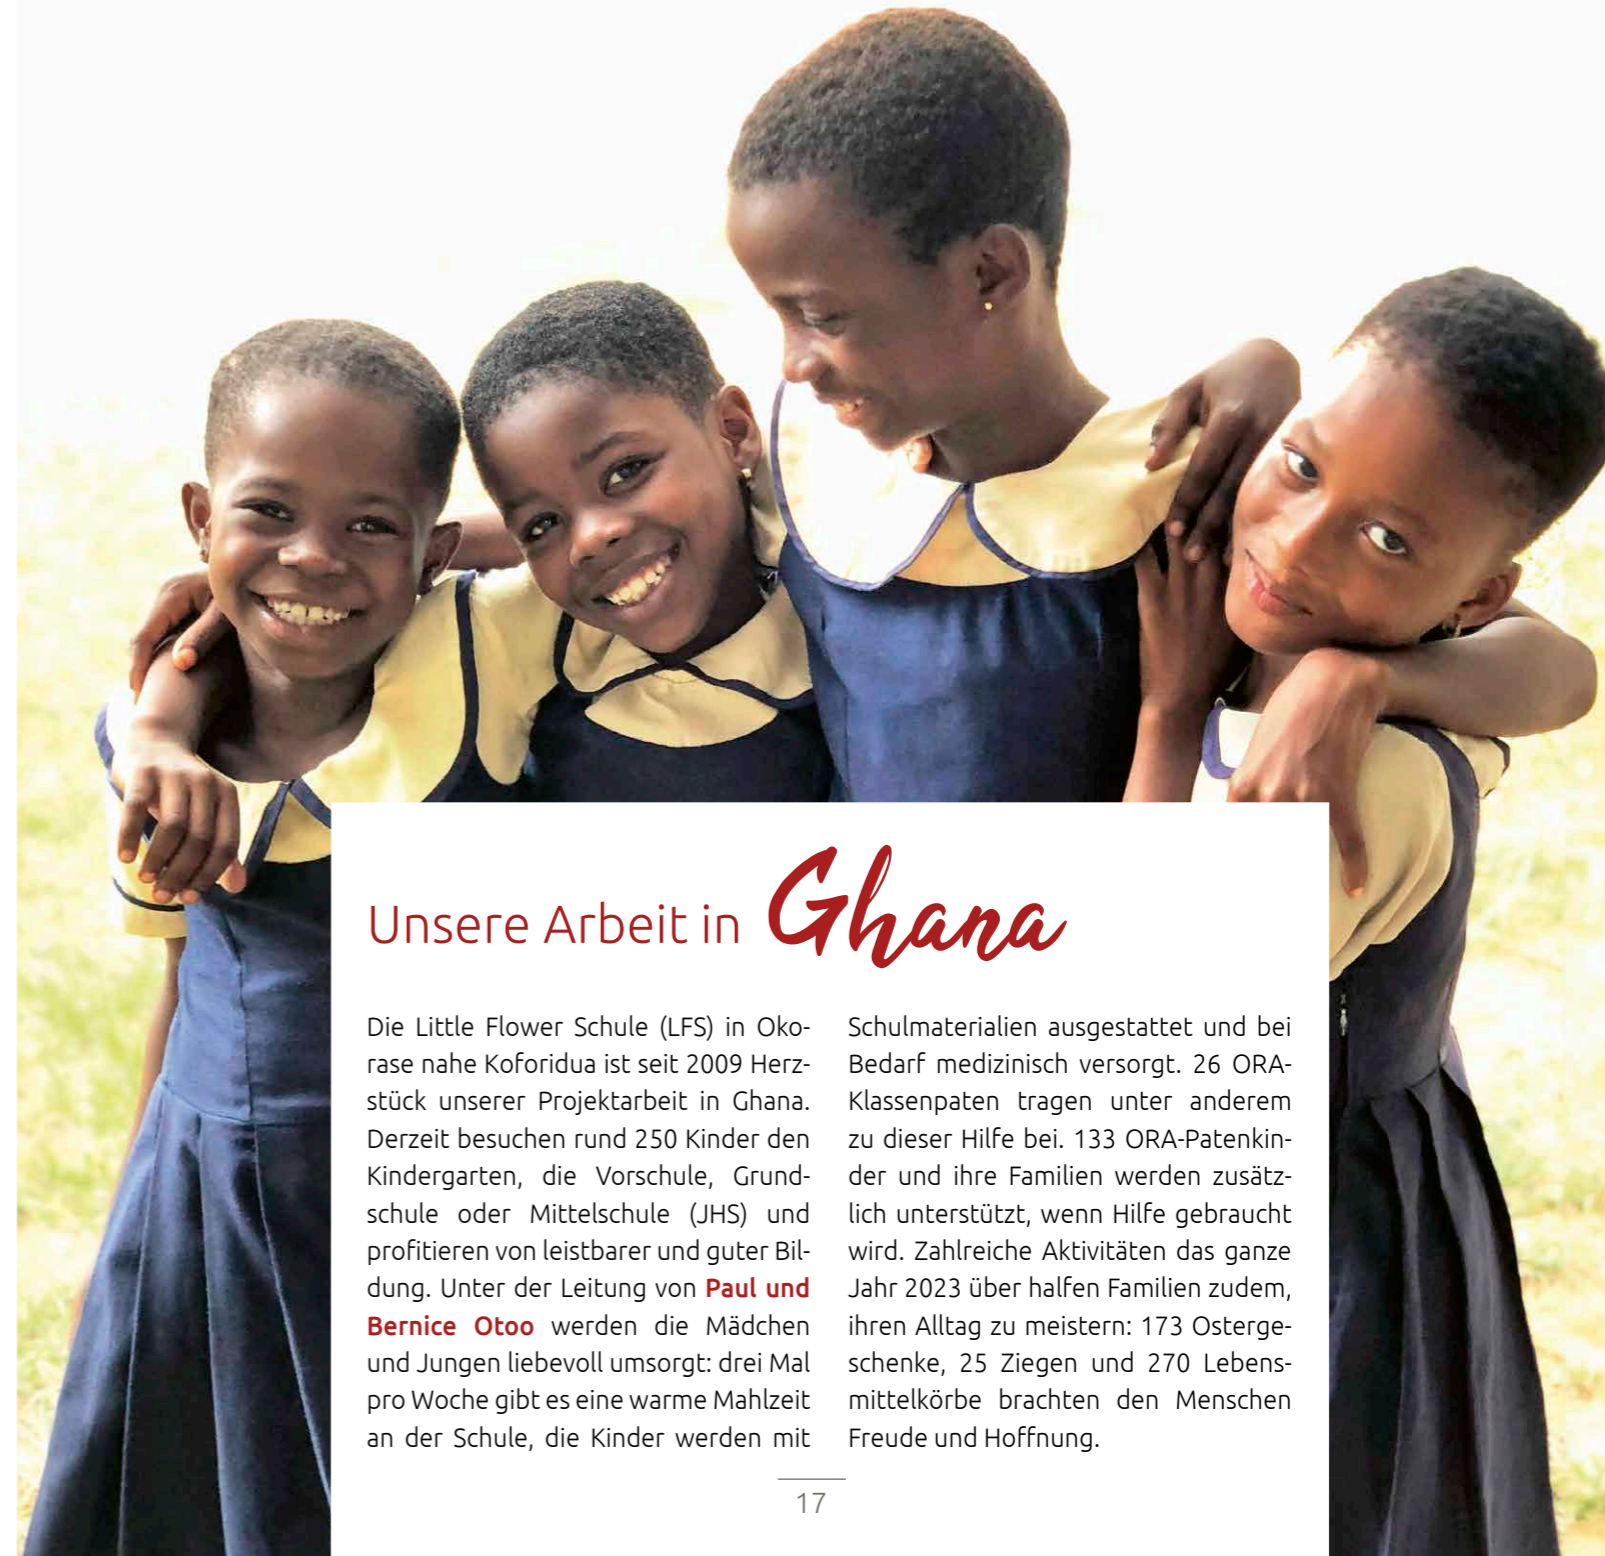 Unsere Arbeit in Ghana
Die Little Flower Schule (LFS) in Oko-
rase nahe Koforidua ist seit 2009 Herz-
stück unserer Projektarbeit in Ghana.
Derzeit besuchen rund 250 Kinder den
Kindergarten, die Vorschule, Grund-
schule oder Mittelschule (JHS) und
profitieren von leistbarer und guter Bil-
dung. Unter der Leitung von Paul und
Bernice Otoo werden die Mädchen
und Jungen liebevoll umsorgt: drei Mal
pro Woche gibt es eine warme Mahlzeit
an der Schule, die Kinder werden mit
Schulmaterialien ausgestattet und bei
Bedarf medizinisch versorgt. 26 ORA-
Klassenpaten tragen unter anderem
zu dieser Hilfe bei. 133 ORA-Patenkin-
der und ihre Familien werden zusätz-
lich unterstützt, wenn Hilfe gebraucht
wird. Zahlreiche Aktivitäten das ganze
Jahr 2023 über halfen Familien zudem,
ihren Alltag zu meistern: 173 Osterge-
schenke, 25 Ziegen und 270 Lebens-
mittelkörbe brachten den Menschen
Freude und Hoffnung.
17